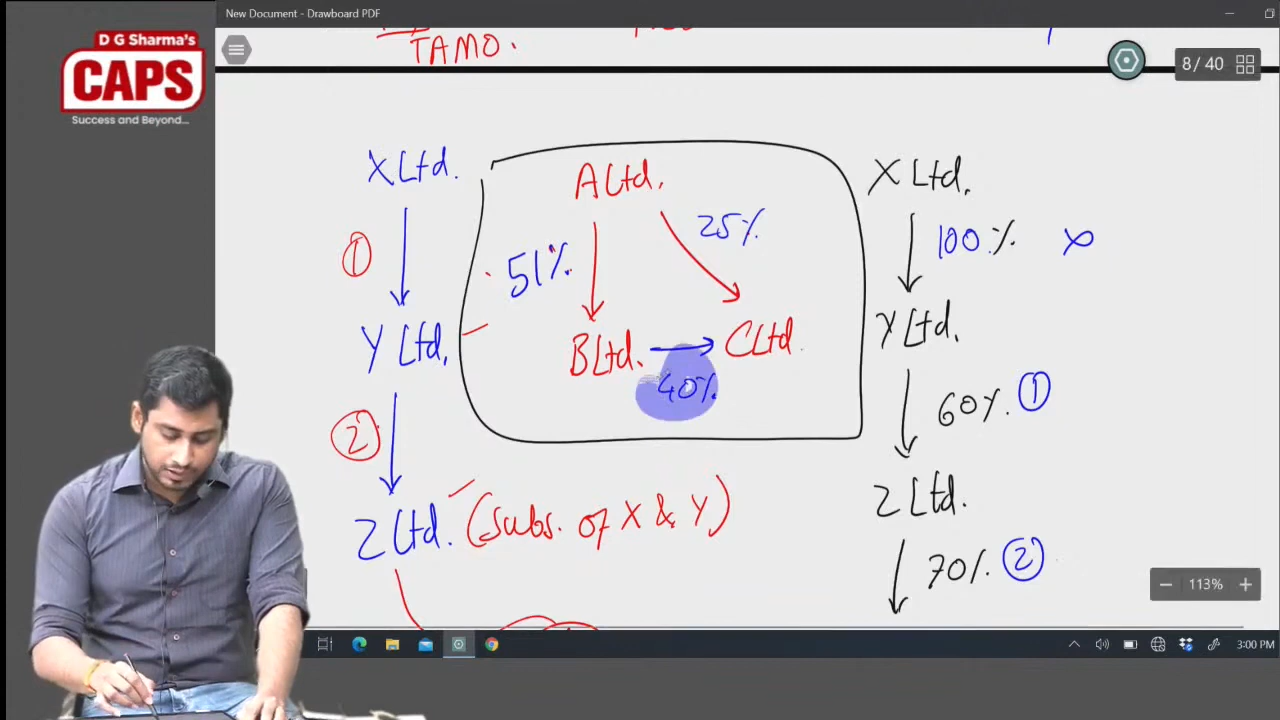 New Document - Drawboard PDF
D G Sharma's
CAPS
Success and Beyond...
TAMO.
8 / 40
X Ltd.
A Ltd.
X Ltd.
①
51%
25%
100%
Y Ltd.
B Ltd.
C Ltd.
Y Ltd.
40%
60%. ①
②
Z Ltd. (Subs. of X & Y)
Z Ltd.
70%. ②
113%
3:00 PM